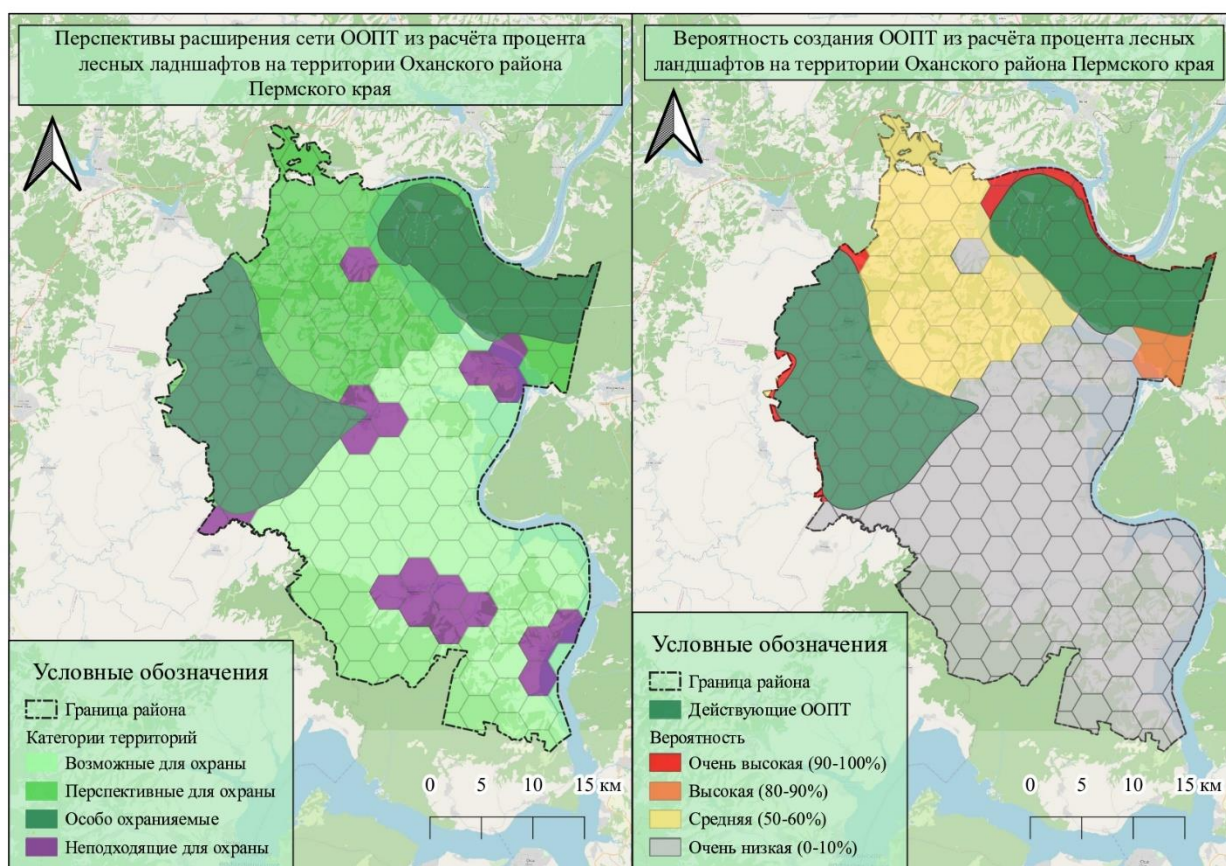 Перспективы расширения сети ООПТ из расчёта процента
лесных ладншафтов на территории Оханского района
Пермского края
Условные обозначения
Граница района
Категории территорий
Возможные для охраны
Перспективные для охраны
Особо охранияемые
Неподходящие для охраны
0 5 10 15 км
Вероятность создания ООПТ из расчёта процента лесных
ландшафтов на территории Оханского района Пермского края
Условные обозначения
Граница района
Действующие ООПТ
Вероятность
Очень высокая (90-100%)
Высокая (80-90%)
Средняя (50-60%)
Очень низкая (0-10%)
0 5 10 15 км